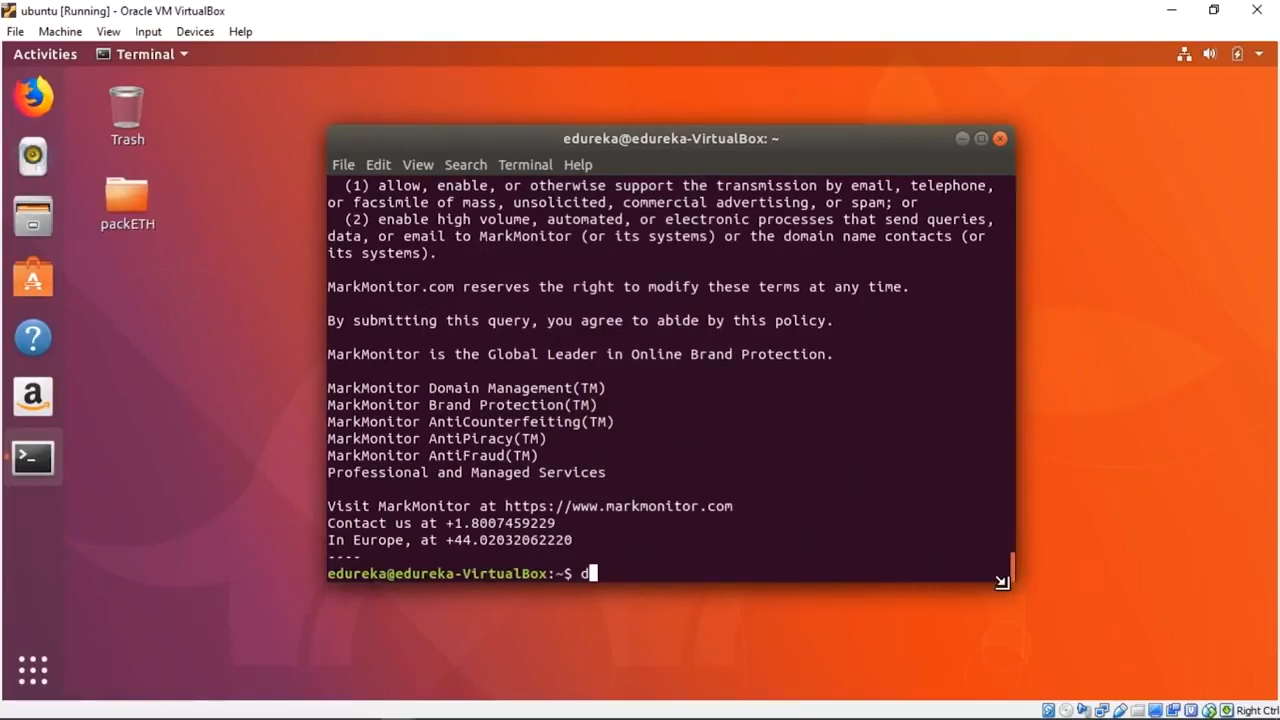 ubuntu [Running] - Oracle VM VirtualBox
File Machine View Input Devices Help
Activities Terminal
Trash
packETH
edureka@edureka-VirtualBox: ~
File Edit View Search Terminal Help
(1) allow, enable, or otherwise support the transmission by email, telephone,
or facsimile of mass, unsolicited, commercial advertising, or spam; or
(2) enable high volume, automated, or electronic processes that send queries,
data, or email to MarkMonitor (or its systems) or the domain name contacts (or
its systems).
MarkMonitor.com reserves the right to modify these terms at any time.
By submitting this query, you agree to abide by this policy.
MarkMonitor is the Global Leader in Online Brand Protection.
MarkMonitor Domain Management(TM)
MarkMonitor Brand Protection(TM)
MarkMonitor AntiCounterfeiting(TM)
MarkMonitor AntiPiracy(TM)
MarkMonitor AntiFraud(TM)
Professional and Managed Services
Visit MarkMonitor at https://www.markmonitor.com
Contact us at +1.8007459229
In Europe, at +44.02032062220
----
edureka@edureka-VirtualBox:~$ d
Right Ctrl